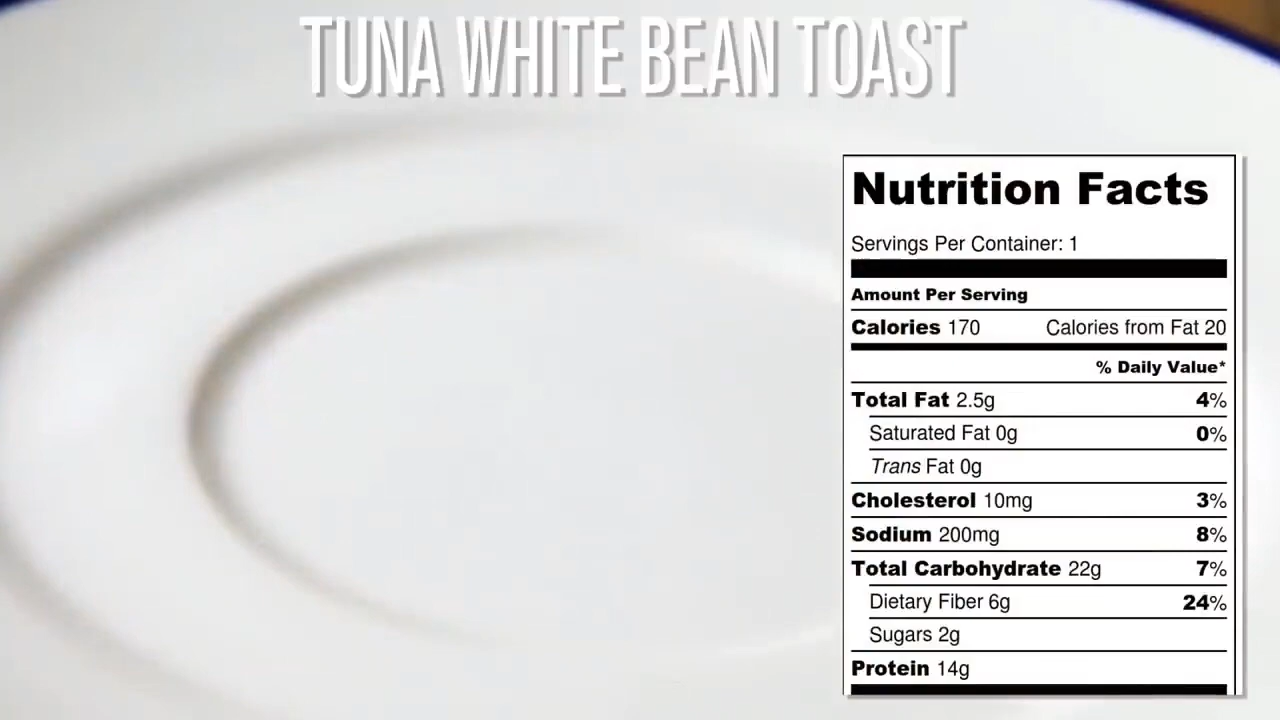 TUNA WHITE BEAN TOAST
Nutrition Facts
Servings Per Container: 1
Amount Per Serving
Calories 170 Calories from Fat 20
% Daily Value*
Total Fat 2.5g 4%
Saturated Fat 0g 0%
Trans Fat 0g
Cholesterol 10mg 3%
Sodium 200mg 8%
Total Carbohydrate 22g 7%
Dietary Fiber 6g 24%
Sugars 2g
Protein 14g